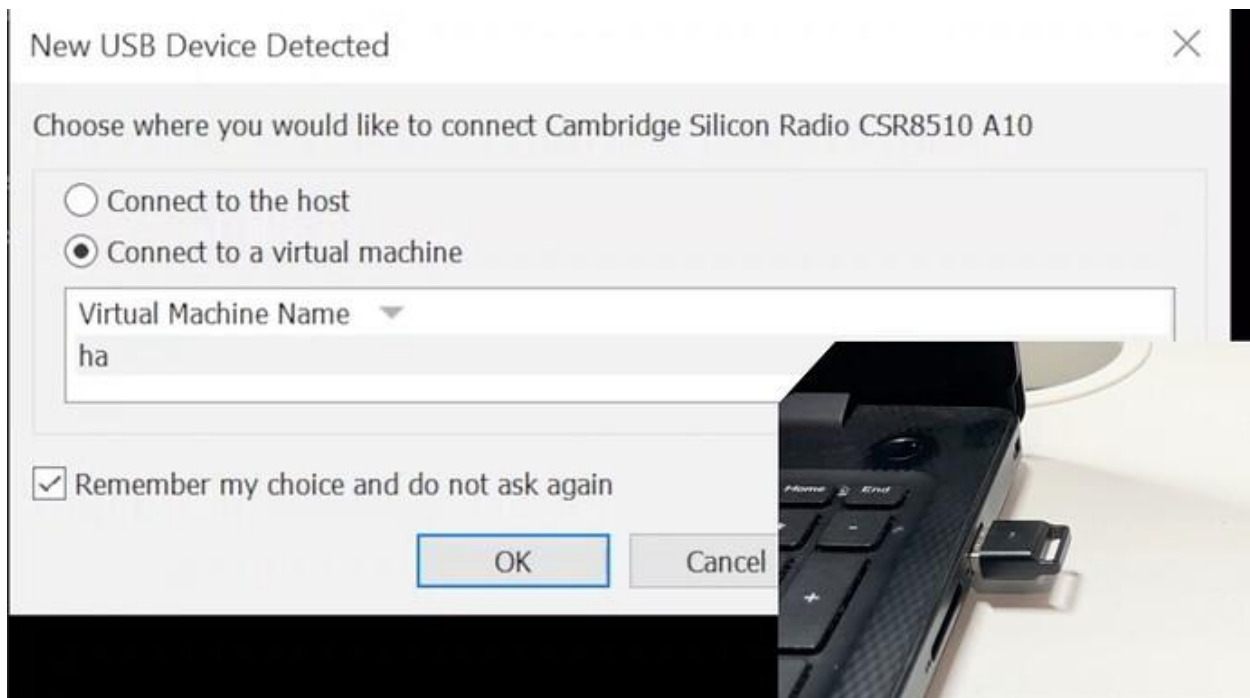 New USB Device Detected
Choose where you would like to connect Cambridge Silicon Radio CSR8510 A10
Connect to the host
Connect to a virtual machine
Virtual Machine Name
ha
Remember my choice and do not ask again
OK
Cancel
Home
End
-
+